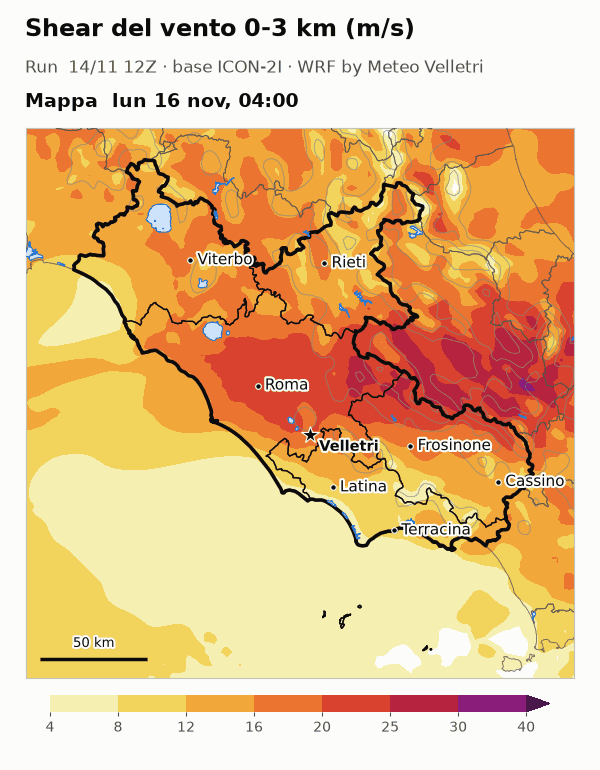 Shear del vento 0-3 km (m/s)
Run  14/11 12Z · base ICON-2I · WRF by Meteo Velletri
Mappa  lun 16 nov, 04:00
Viterbo
Rieti
Roma
Velletri
Frosinone
Cassino
Latina
Terracina
50 km
4 8 12 16 20 25 30 40